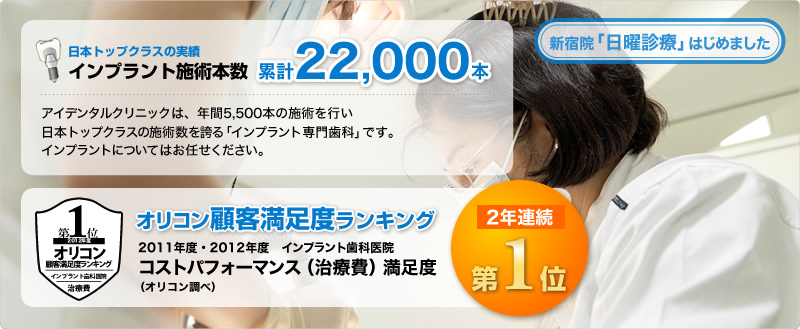 日本トップクラスの実績
インプラント施術本数 累計22,000本
新宿院「日曜診療」はじめました
アイデンタルクリニックは、年間5,500本の施術を行い
日本トップクラスの施術数を誇る「インプラント専門歯科」です。
インプラントについてはお任せください。
第1位
2012年度
オリコン
顧客満足度ランキング
インプラント歯科医院
治療費
オリコン顧客満足度ランキング
2011年度・2012年度 インプラント歯科医院
コストパフォーマンス(治療費)満足度
(オリコン調べ)
2年連続
第1位